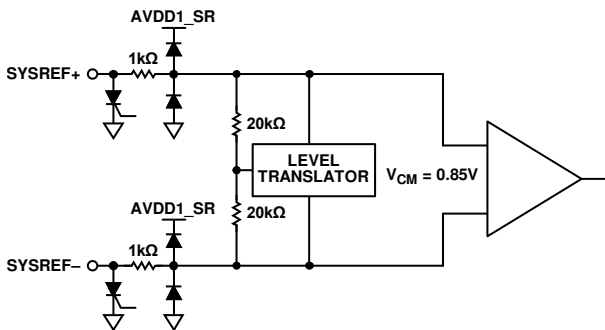 AVDD1_SR
1kΩ
SYSREF+
20kΩ
LEVEL
TRANSLATOR
VCM = 0.85V
20kΩ
AVDD1_SR
1kΩ
SYSREF–